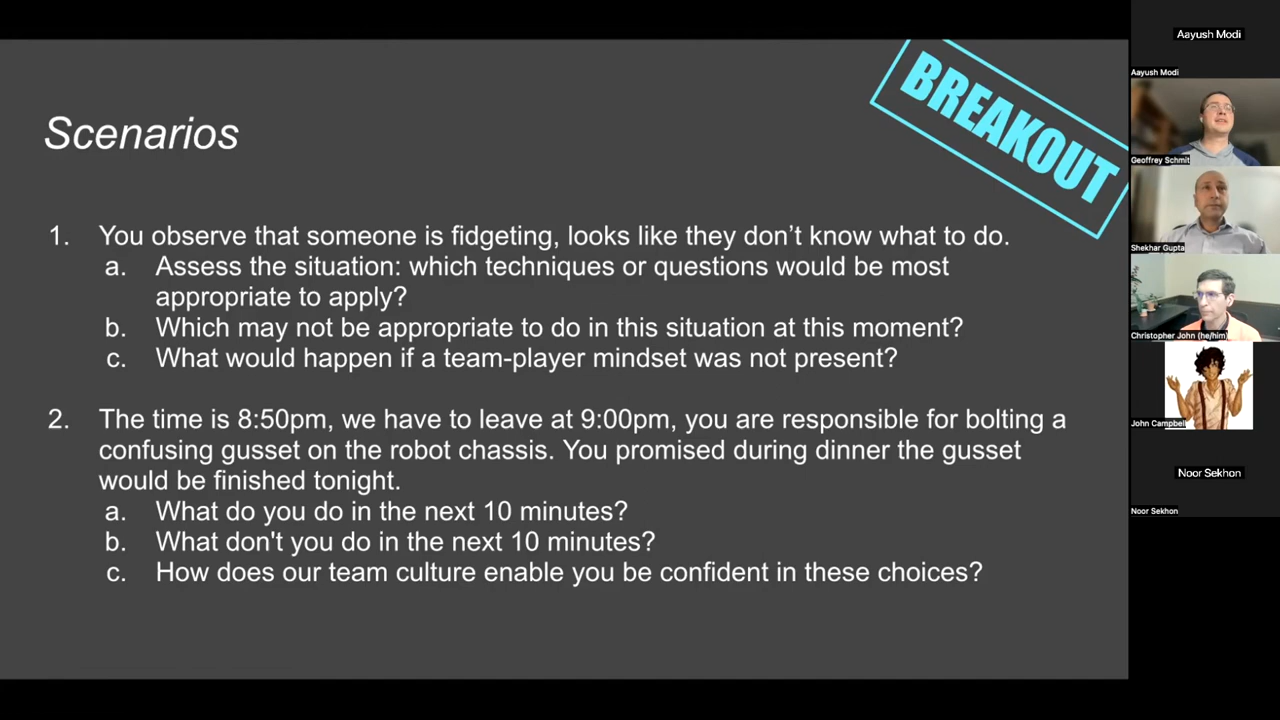 BREAKOUT
Scenarios
1. You observe that someone is fidgeting, looks like they don't know what to do.
a. Assess the situation: which techniques or questions would be most
appropriate to apply?
b. Which may not be appropriate to do in this situation at this moment?
c. What would happen if a team-player mindset was not present?
2. The time is 8:50pm, we have to leave at 9:00pm, you are responsible for bolting a
confusing gusset on the robot chassis. You promised during dinner the gusset
would be finished tonight.
a. What do you do in the next 10 minutes?
b. What don't you do in the next 10 minutes?
c. How does our team culture enable you be confident in these choices?
Aayush Modi
Aayush Modi
Geoffrey Schmit
Shekhar Gupta
Christopher John (he/him)
John Campbell
Noor Sekhon
Noor Sekhon